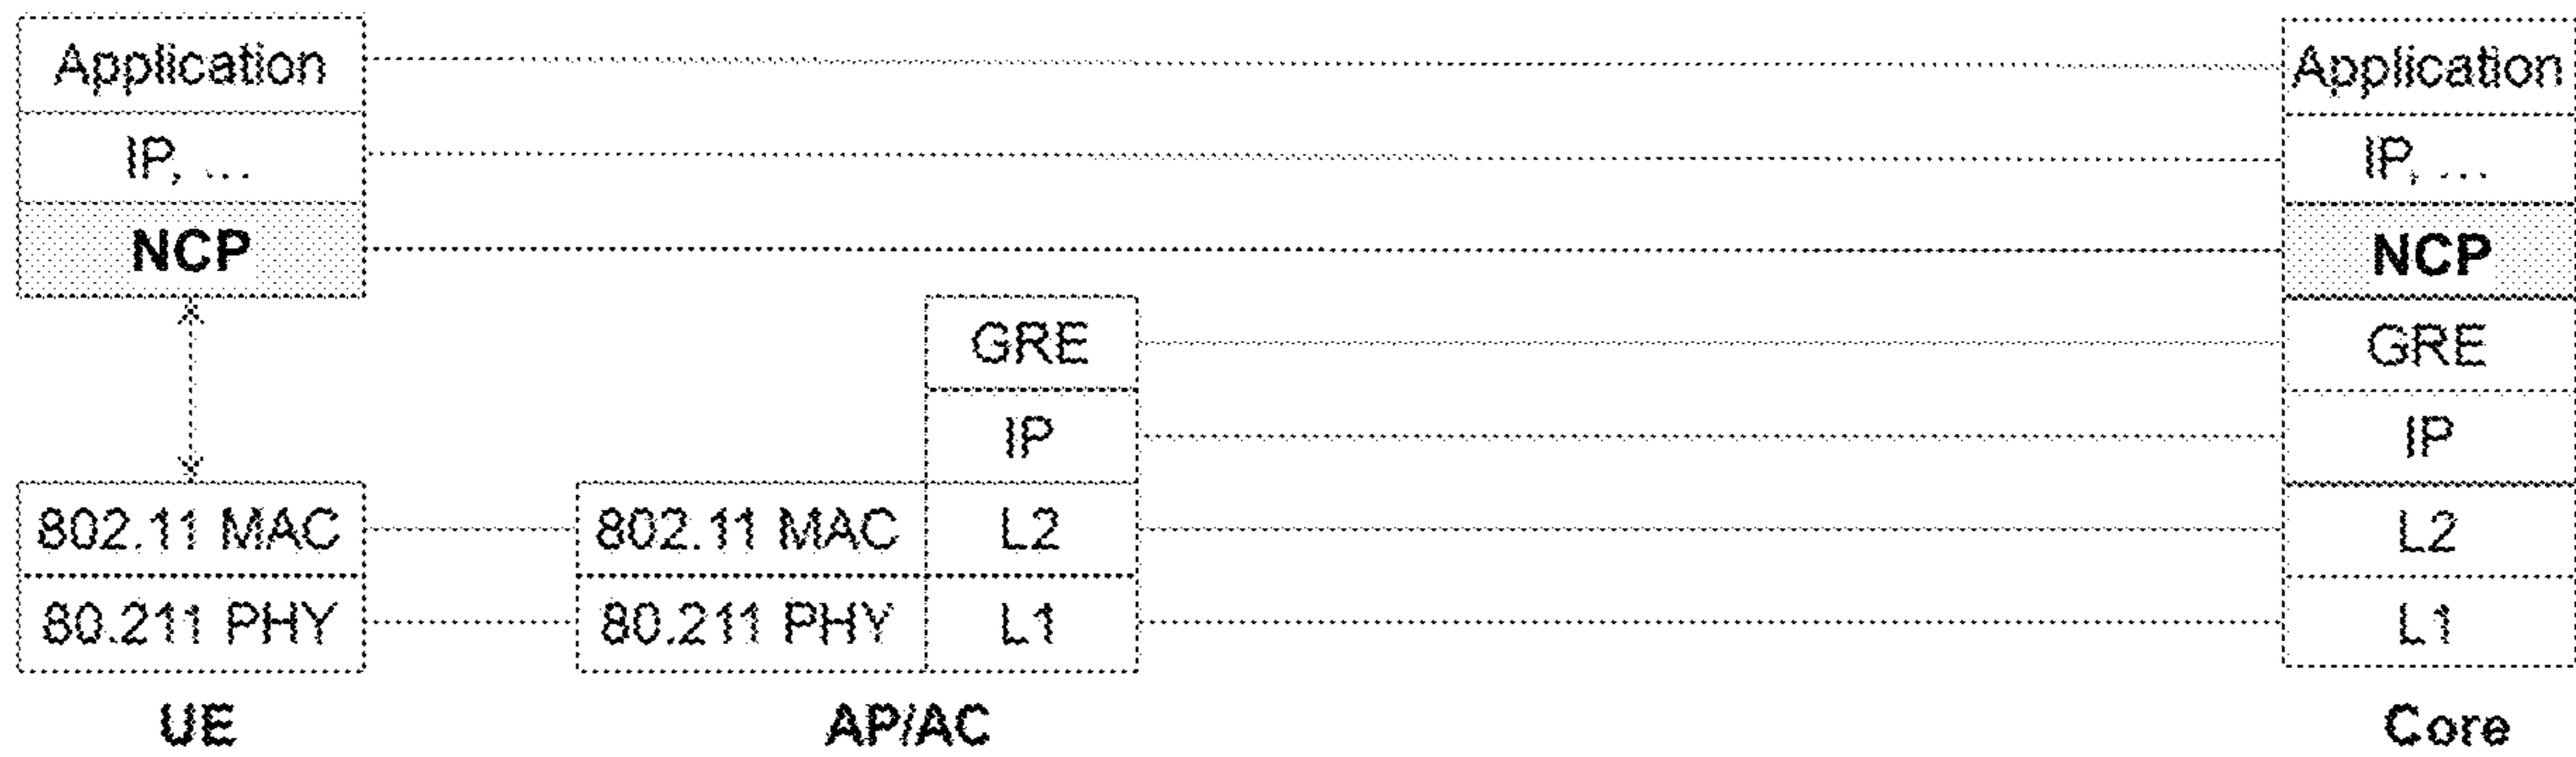 Application
IP, ...
NCP
802.11 MAC
80.211 PHY
UE
GRE
IP
802.11 MAC L2
80.211 PHY L1
AP/AC
Application
IP, ...
NCP
GRE
IP
L2
L1
Core